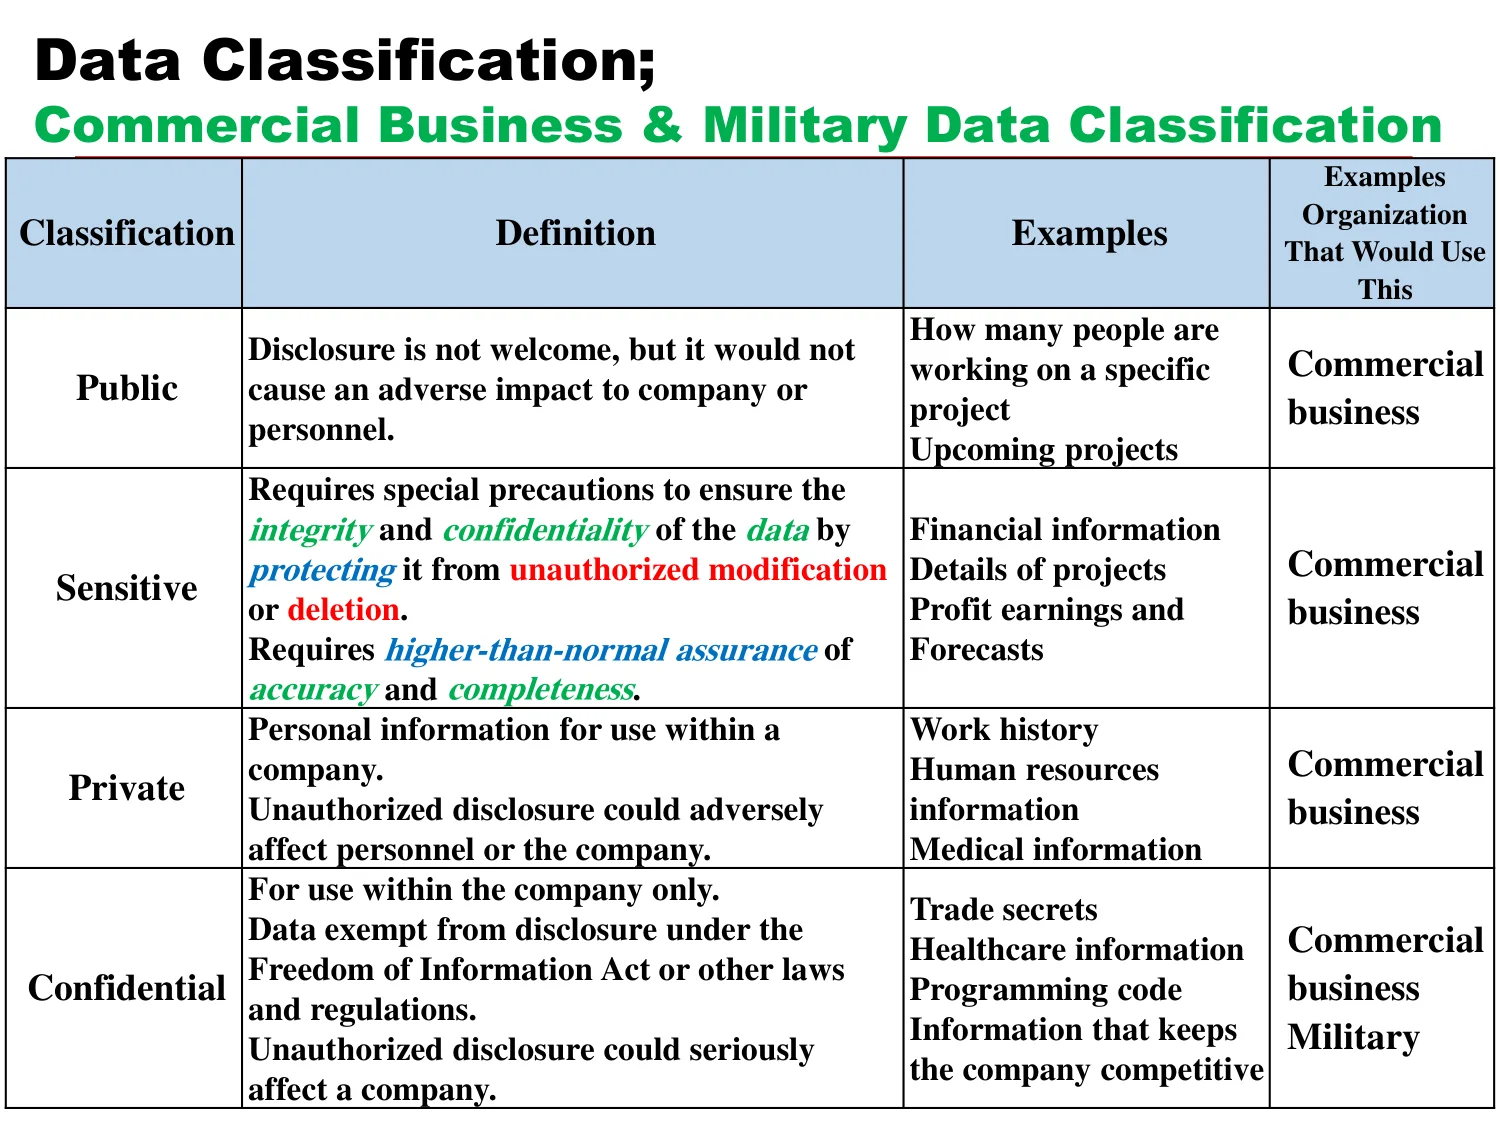 Data Classification;
Commercial Business & Military Data Classification
Classification
Definition
Examples
Examples
Organization
That Would Use
This
Public
Disclosure is not welcome, but it would not
cause an adverse impact to company or
personnel.
How many people are
working on a specific
project
Upcoming projects
Commercial
business
Sensitive
Requires special precautions to ensure the
integrity and confidentiality of the data by
protecting it from unauthorized modification
or deletion.
Requires higher-than-normal assurance of
accuracy and completeness.
Financial information
Details of projects
Profit earnings and
Forecasts
Commercial
business
Private
Personal information for use within a
company.
Unauthorized disclosure could adversely
affect personnel or the company.
Work history
Human resources
information
Medical information
Commercial
business
Confidential
For use within the company only.
Data exempt from disclosure under the
Freedom of Information Act or other laws
and regulations.
Unauthorized disclosure could seriously
affect a company.
Trade secrets
Healthcare information
Programming code
Information that keeps
the company competitive
Commercial
business
Military